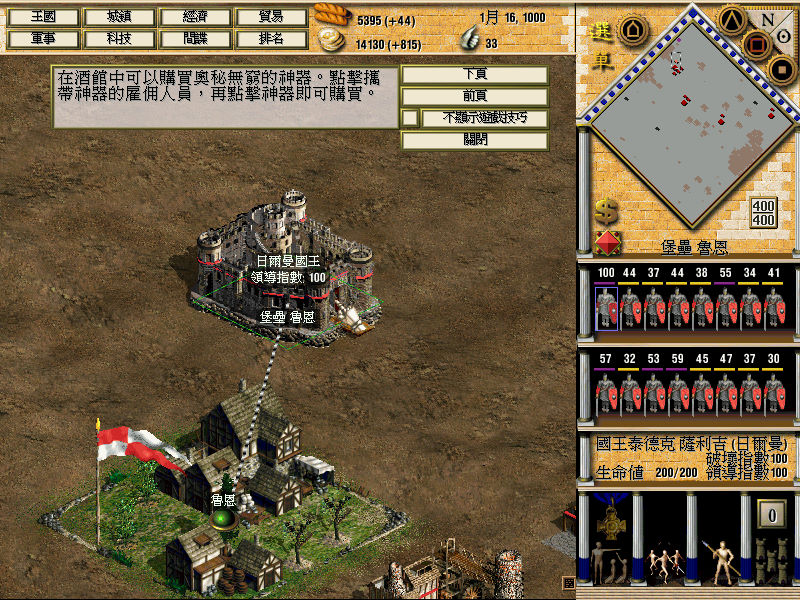 王國 城鎮 經濟 貿易
軍事 科技 間諜 排名
5395 (+44)
14130 (+815)
1月 16, 1000
33
選單
N
在酒館中可以購買奧秘無窮的神器。點擊攜
帶神器的雇佣人員，再點擊神器即可購買。
下頁
前頁
不顯示遊戲技巧
關閉
400
400
堡壘 魯恩
日爾曼國王
領導指數 100
堡壘 魯恩
魯恩
100 44 37 44 38 55 34 41
57 32 53 59 45 47 37 30
國王泰德克 薩利吉 (日爾曼)
破壞指數 100
生命值 200/200 領導指數 100
0